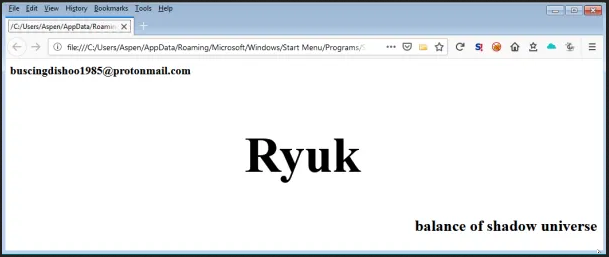 File Edit View History Bookmarks Tools Help
/C:/Users/Aspen/AppData/Roaming/
file:///C:/Users/Aspen/AppData/Roaming/Microsoft/Windows/Start Menu/Programs/S
buscingdishoo1985@protonmail.com
Ryuk
balance of shadow universe